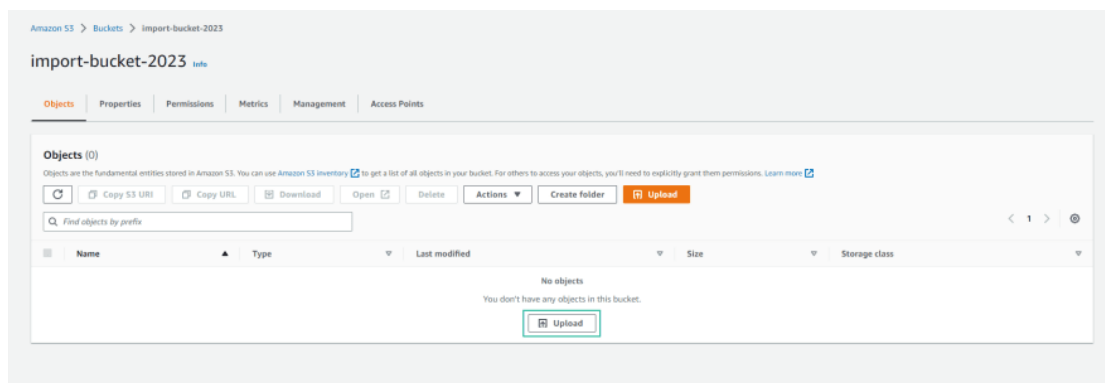 Amazon S3 > Buckets > import-bucket-2023
import-bucket-2023 Info
Objects Properties Permissions Metrics Management Access Points
Objects (0)
Objects are the fundamental entities stored in Amazon S3. You can use Amazon S3 inventory to get a list of all objects in your bucket. For others to access your objects, you'll need to explicitly grant them permissions. Learn more
Copy S3 URI Copy URL Download Open Delete Actions Create folder Upload
Find objects by prefix
< 1 >
Name Type Last modified Size Storage class
No objects
You don't have any objects in this bucket.
Upload